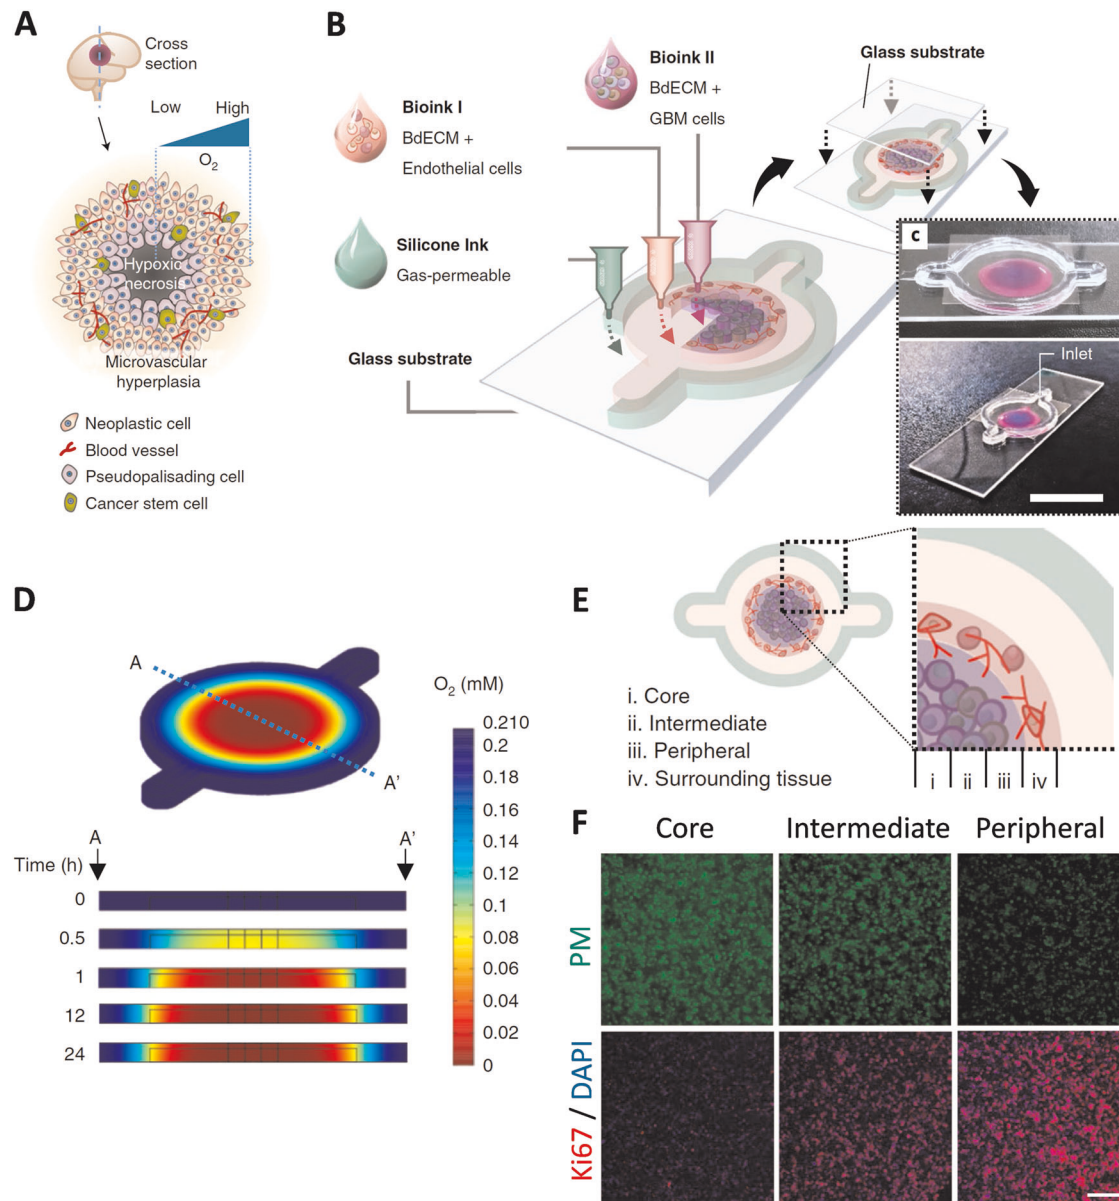 A
Cross
section
Low
High
O2
Hypoxic
necrosis
Microvascular
hyperplasia
Neoplastic cell
Blood vessel
Pseudopalisading cell
Cancer stem cell
B
Bioink I
BdECM +
Endothelial cells
Silicone Ink
Gas-permeable
Glass substrate
Bioink II
BdECM +
GBM cells
Glass substrate
c
Inlet
D
A
A'
O2 (mM)
0.210
0.2
0.18
0.16
0.14
0.12
0.1
0.08
0.06
0.04
0.02
0
A
A'
Time (h)
0
0.5
1
12
24
E
i. Core
ii. Intermediate
iii. Peripheral
iv. Surrounding tissue
i
ii
iii
iv
F
Core
Intermediate
Peripheral
PM
Ki67 / DAPI